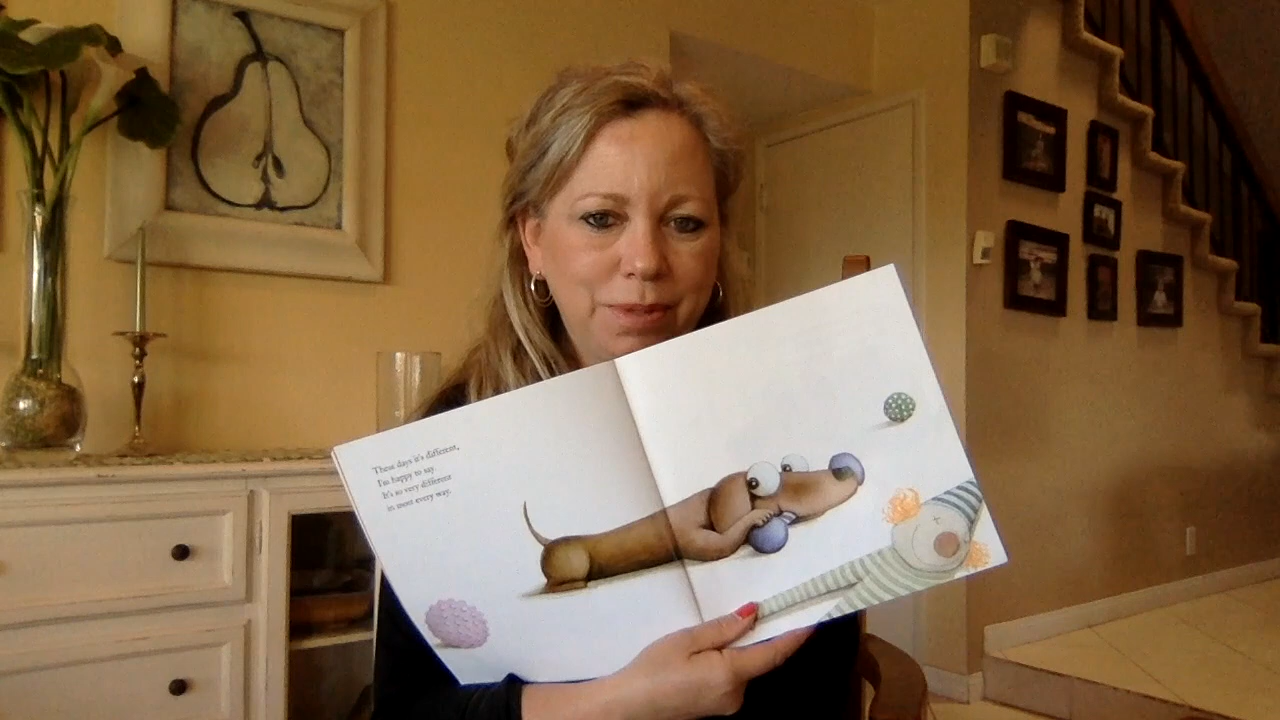 These days it's different,
I'm happy to say.
It's so very different
in most every way.